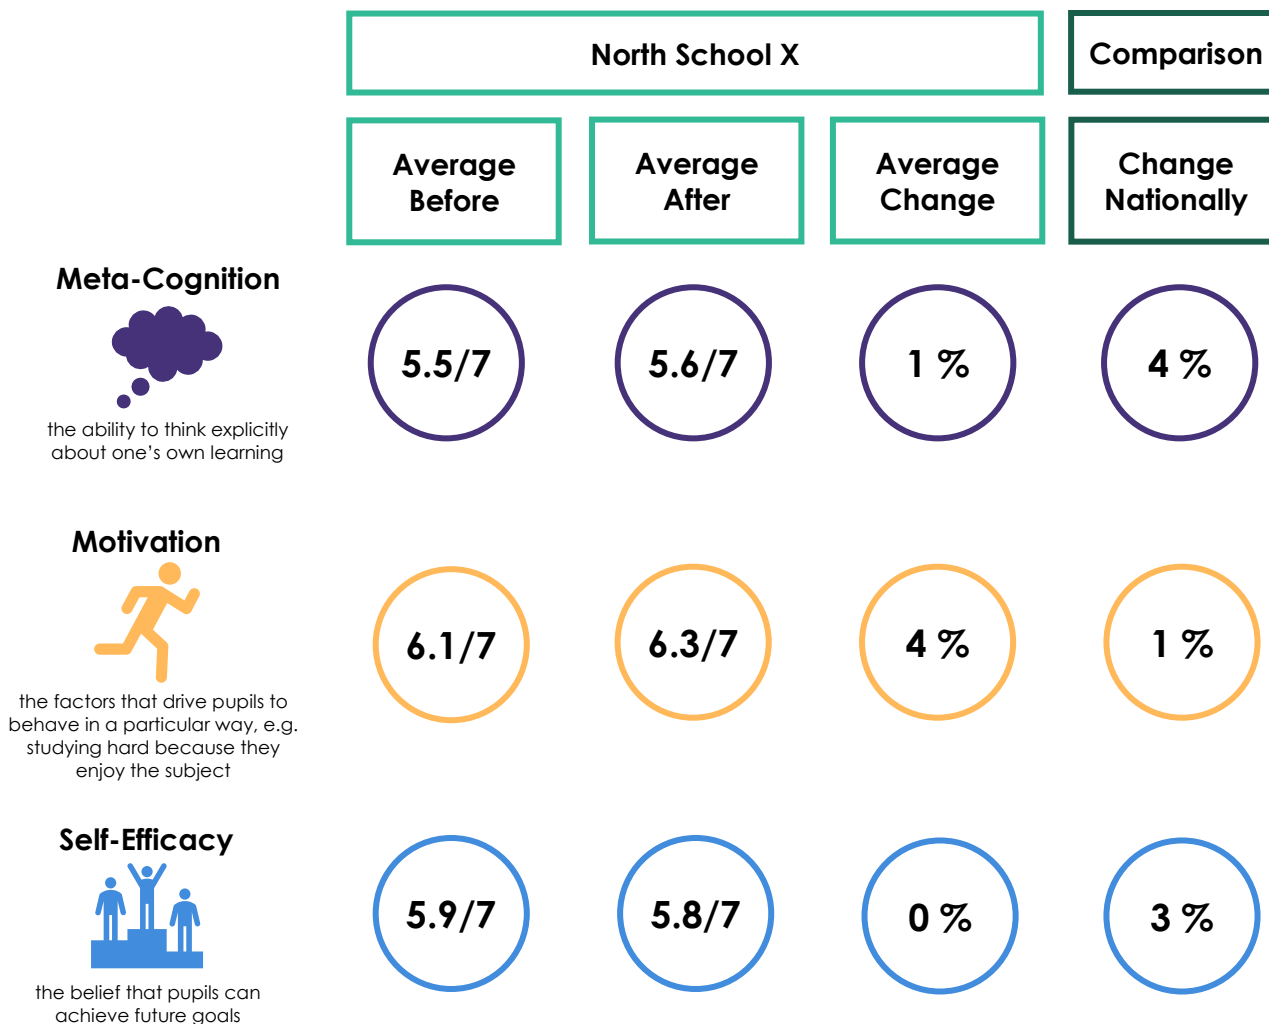 North School X
Comparison
Average
Before
Average
After
Average
Change
Change
Nationally
Meta-Cognition
the ability to think explicitly
about one's own learning
5.5/7
5.6/7
1 %
4 %
Motivation
the factors that drive pupils to
behave in a particular way, e.g.
studying hard because they
enjoy the subject
6.1/7
6.3/7
4 %
1 %
Self-Efficacy
the belief that pupils can
achieve future goals
5.9/7
5.8/7
0 %
3 %